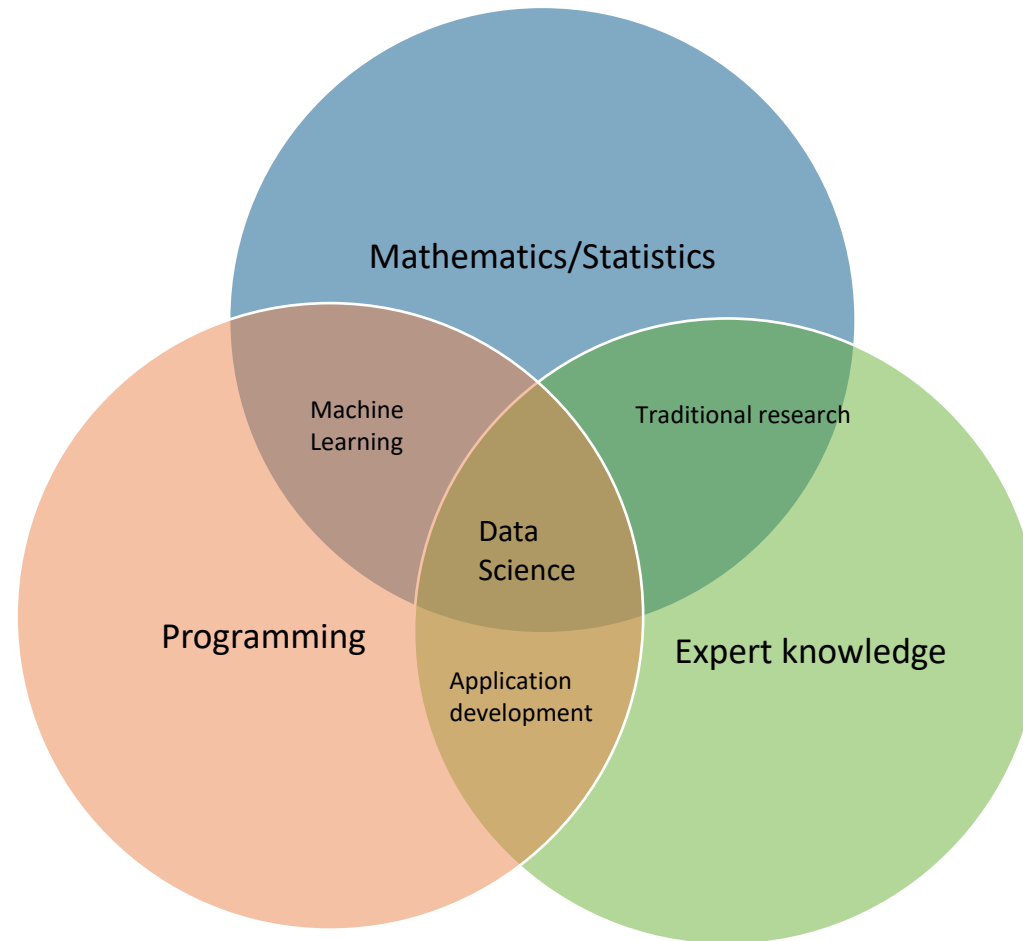 Mathematics/Statistics
Machine
Learning
Traditional research
Data
Science
Programming
Expert knowledge
Application
development